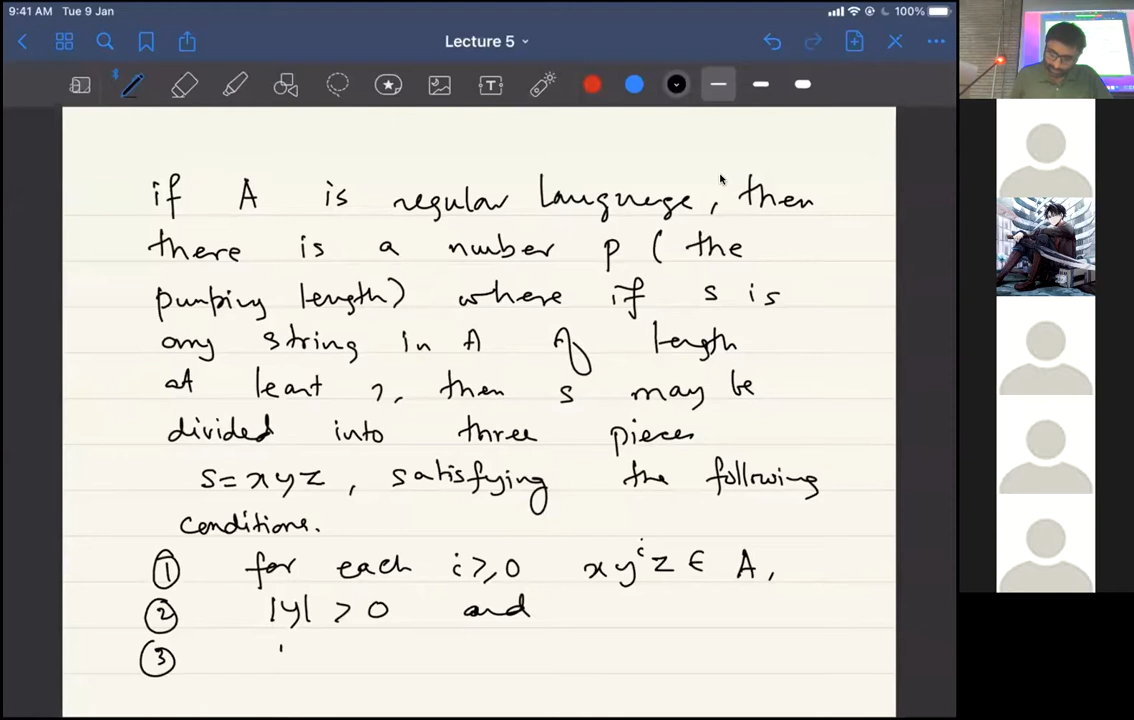 9:41 AM Tue 9 Jan
100%
Lecture 5
if A is regular language, then
there is a number p (the
pumping length) where if s is
any string in A of length
at least p, then s may be
divided into three pieces
s = xyz, satisfying the following
conditions.
① for each i ≥ 0 xyⁱz ∈ A,
② |y| > 0 and
③